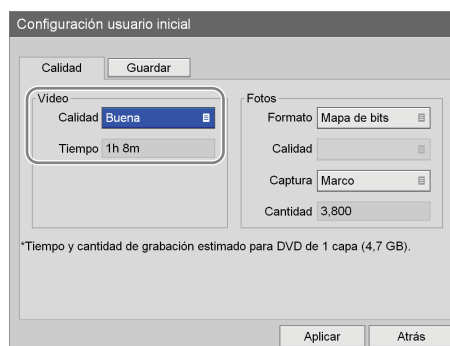 Configuración usuario inicial
Calidad
Guardar
Vídeo
Calidad Buena
Tiempo 1h 8m
Fotos
Formato Mapa de bits
Calidad
Captura Marco
Cantidad 3,800
*Tiempo y cantidad de grabación estimado para DVD de 1 capa (4,7 GB).
Aplicar
Atrás